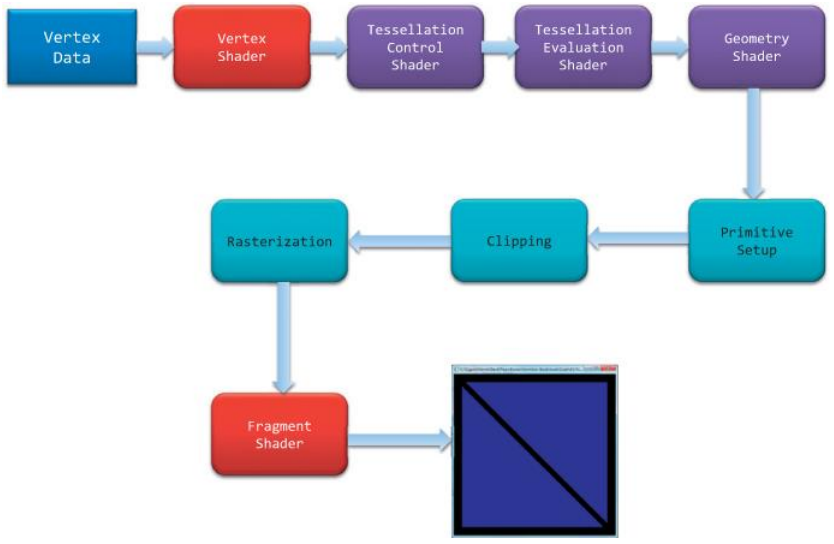 Vertex
Data
Vertex
Shader
Tessellation
Control
Shader
Tessellation
Evaluation
Shader
Geometry
Shader
Primitive
Setup
Clipping
Rasterization
Fragment
Shader